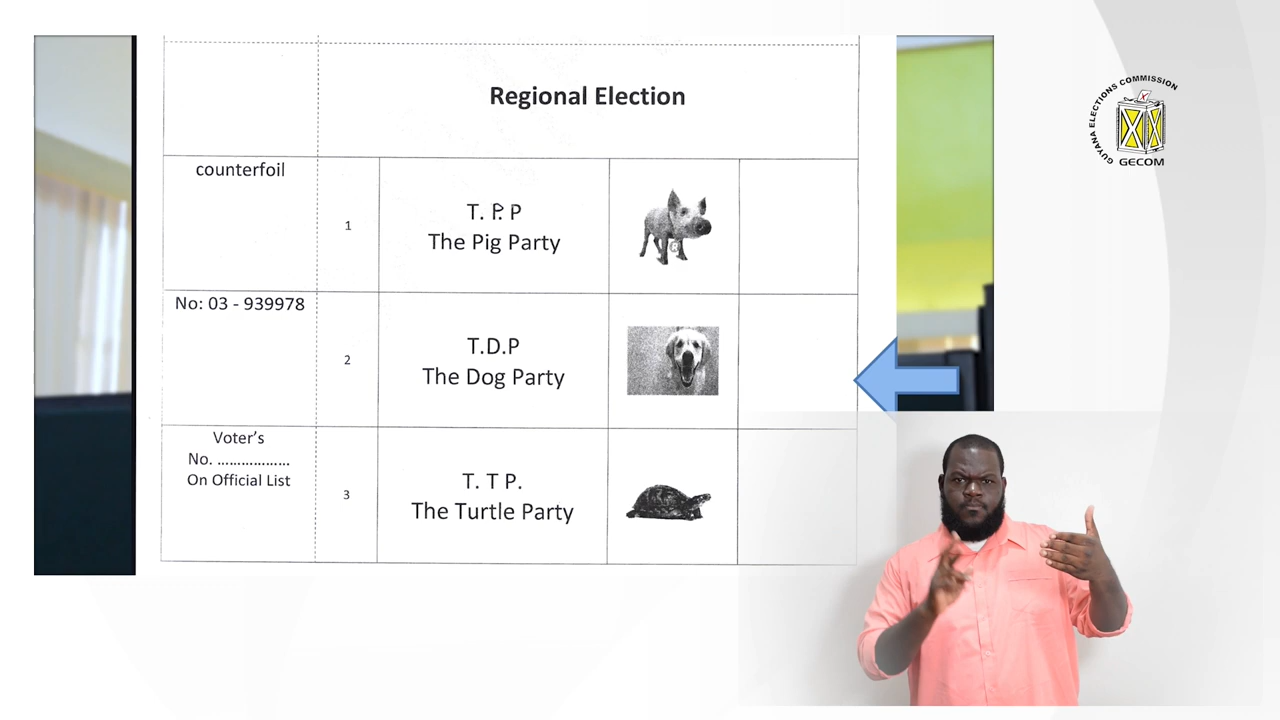 Regional Election
counterfoil
1
T. P. P
The Pig Party
No: 03 - 939978
2
T.D.P
The Dog Party
Voter's
No. ..................
On Official List
3
T. T P.
The Turtle Party
GUYANA ELECTIONS COMMISSION
GECOM